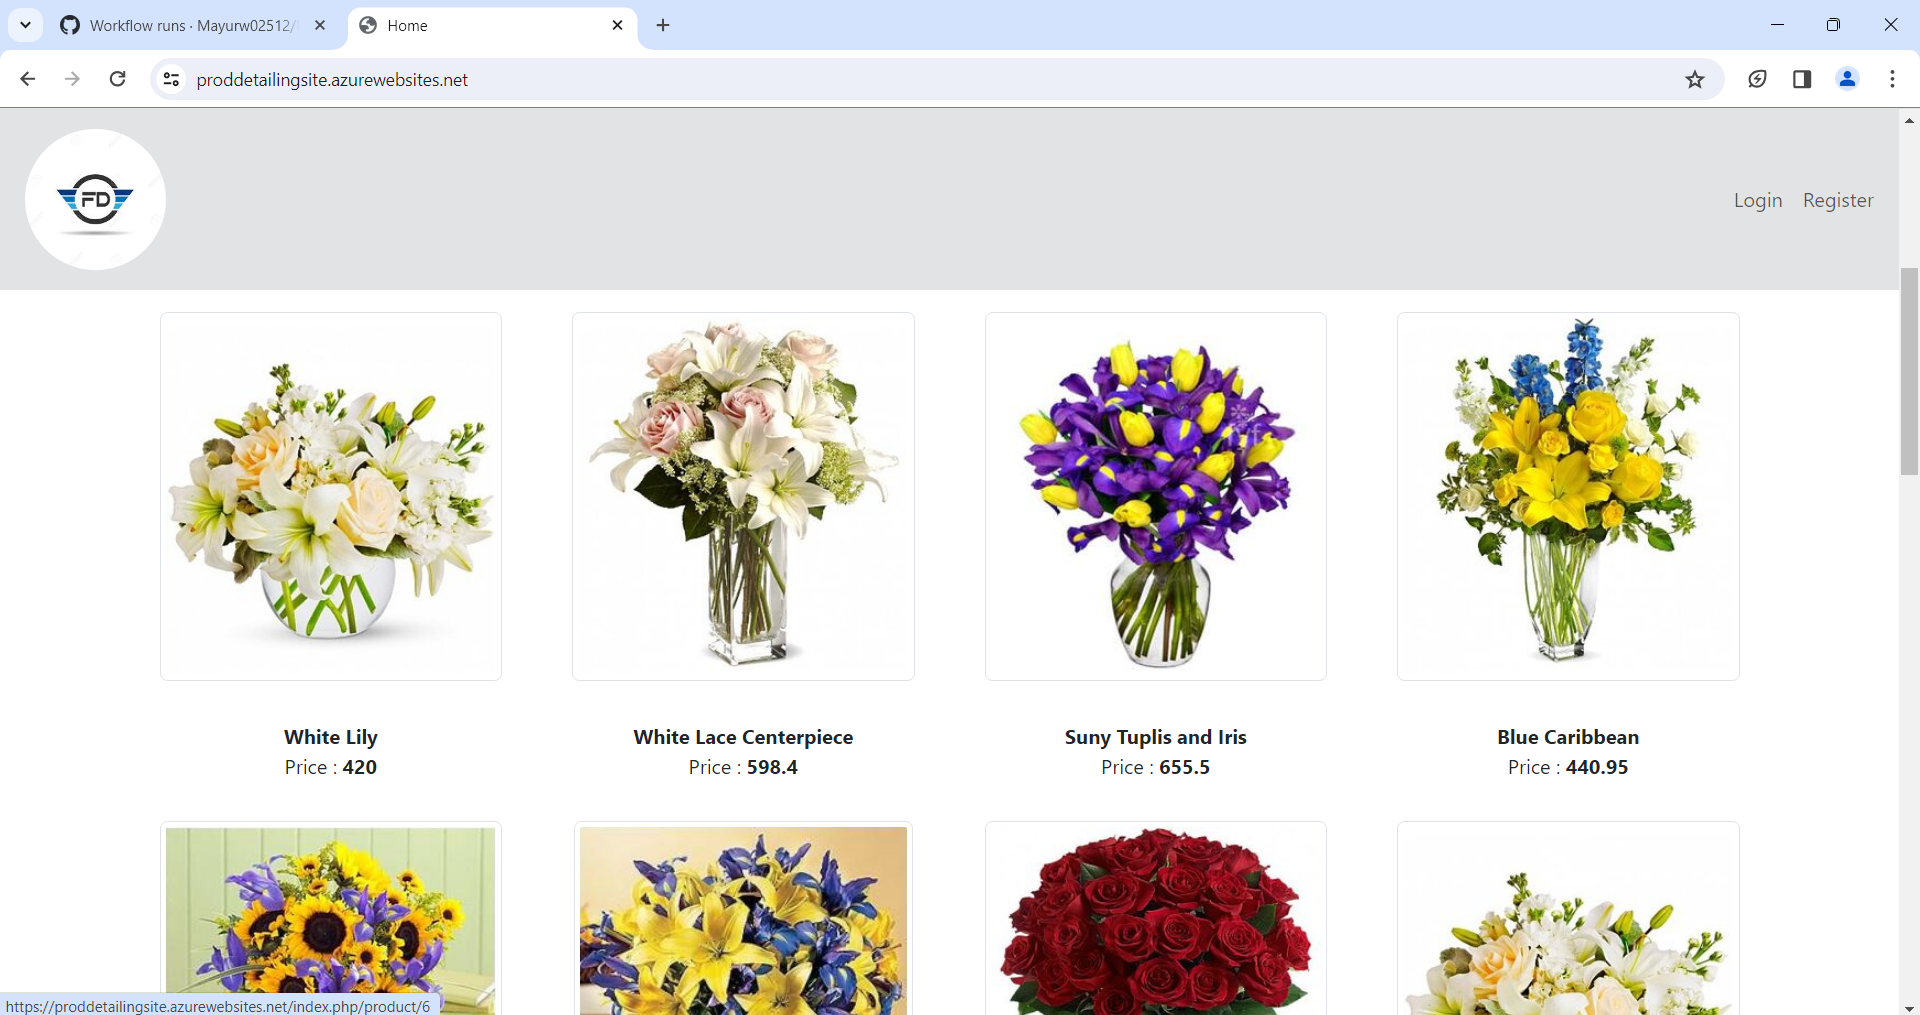 Workflow runs · Mayurw02512/
Home
proddetailingsite.azurewebsites.net
FD
Login Register
White Lily
Price : 420
White Lace Centerpiece
Price : 598.4
Suny Tuplis and Iris
Price : 655.5
Blue Caribbean
Price : 440.95
https://proddetailingsite.azurewebsites.net/index.php/product/6